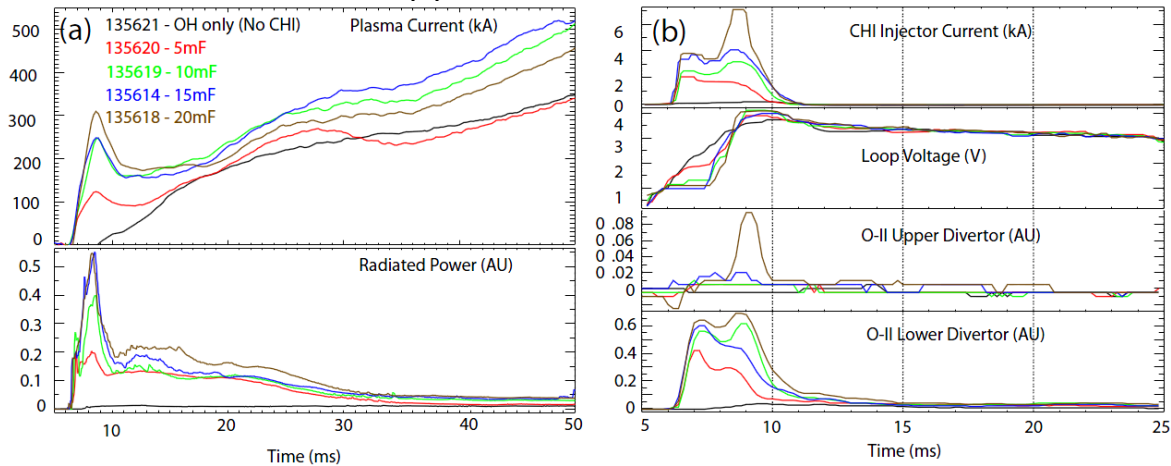 (a)
135621 - OH only (No CHI)
135620 - 5mF
135619 - 10mF
135614 - 15mF
135618 - 20mF
Plasma Current (kA)
500
400
300
200
100
0
Radiated Power (AU)
0.5
0.4
0.3
0.2
0.1
0
10 20 30 40 50
Time (ms)
(b)
CHI Injector Current (kA)
6
4
2
0
Loop Voltage (V)
4
3
2
1
O-II Upper Divertor (AU)
0 0.08
0 0.06
0 0.04
0 0.02
0
O-II Lower Divertor (AU)
0.6
0.4
0.2
0
5 10 15 20 25
Time (ms)